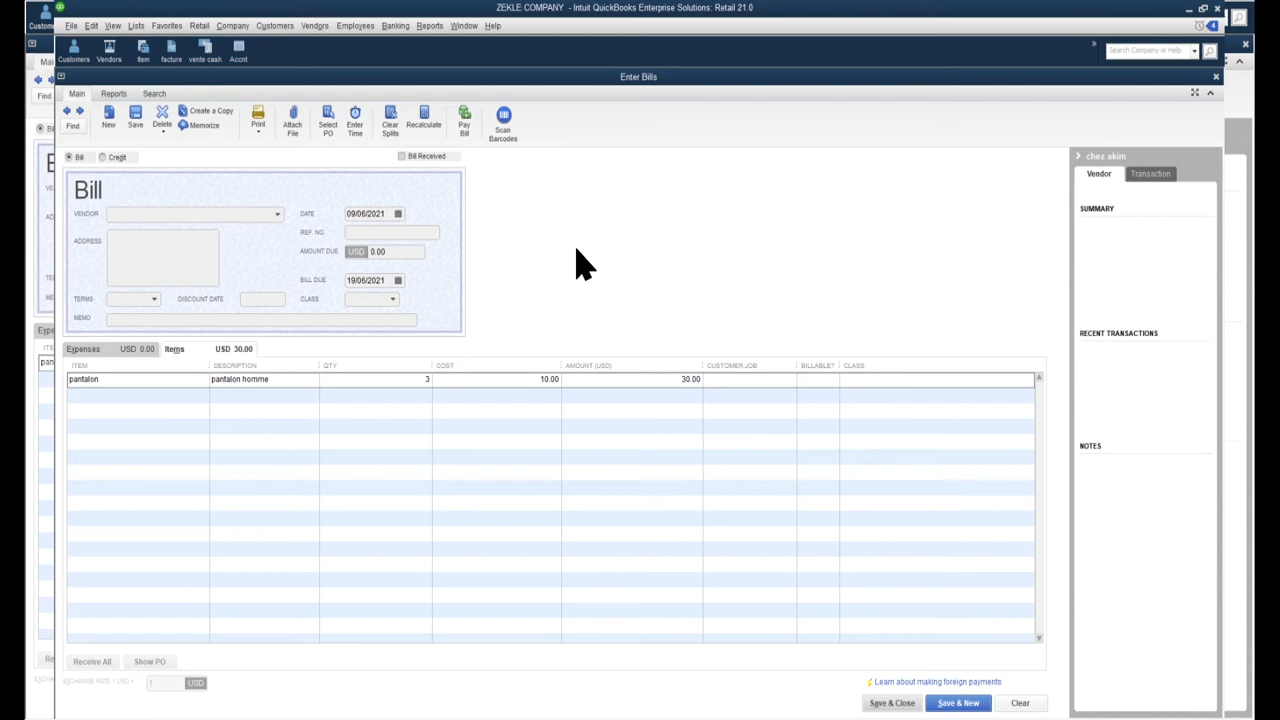 ZEKLE COMPANY - Intuit QuickBooks Enterprise Solutions: Retail 21.0
File Edit View Lists Favorites Retail Company Customers Vendors Employees Banking Reports Window Help
4
Customers Vendors Item facture vente cash Accnt
Search Company or Help
Enter Bills
Main Reports Search
Find
New Save Delete
Create a Copy
Memorize
Print
Attach File
Select PO
Enter Time
Clear Splits
Recalculate
Pay Bill
Scan Barcodes
Bill Credit
Bill Received
Bill
VENDOR
DATE 09/06/2021
REF. NO.
ADDRESS
AMOUNT DUE USD 0.00
BILL DUE 19/06/2021
TERMS DISCOUNT DATE CLASS
MEMO
Expenses USD 0.00 Items USD 30.00
ITEM DESCRIPTION QTY COST AMOUNT (USD) CUSTOMER:JOB BILLABLE? CLASS
pantalon pantalon homme 3 10.00 30.00
Receive All Show PO
1 USD
Learn about making foreign payments
Save & Close Save & New Clear
chez akim
Vendor Transaction
SUMMARY
RECENT TRANSACTIONS
NOTES
Find